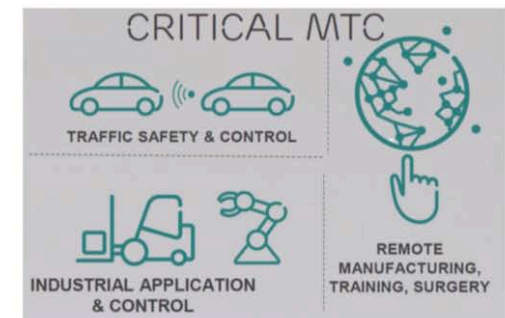 CRITICAL MTC
TRAFFIC SAFETY & CONTROL
INDUSTRIAL APPLICATION
& CONTROL
REMOTE
MANUFACTURING,
TRAINING, SURGERY